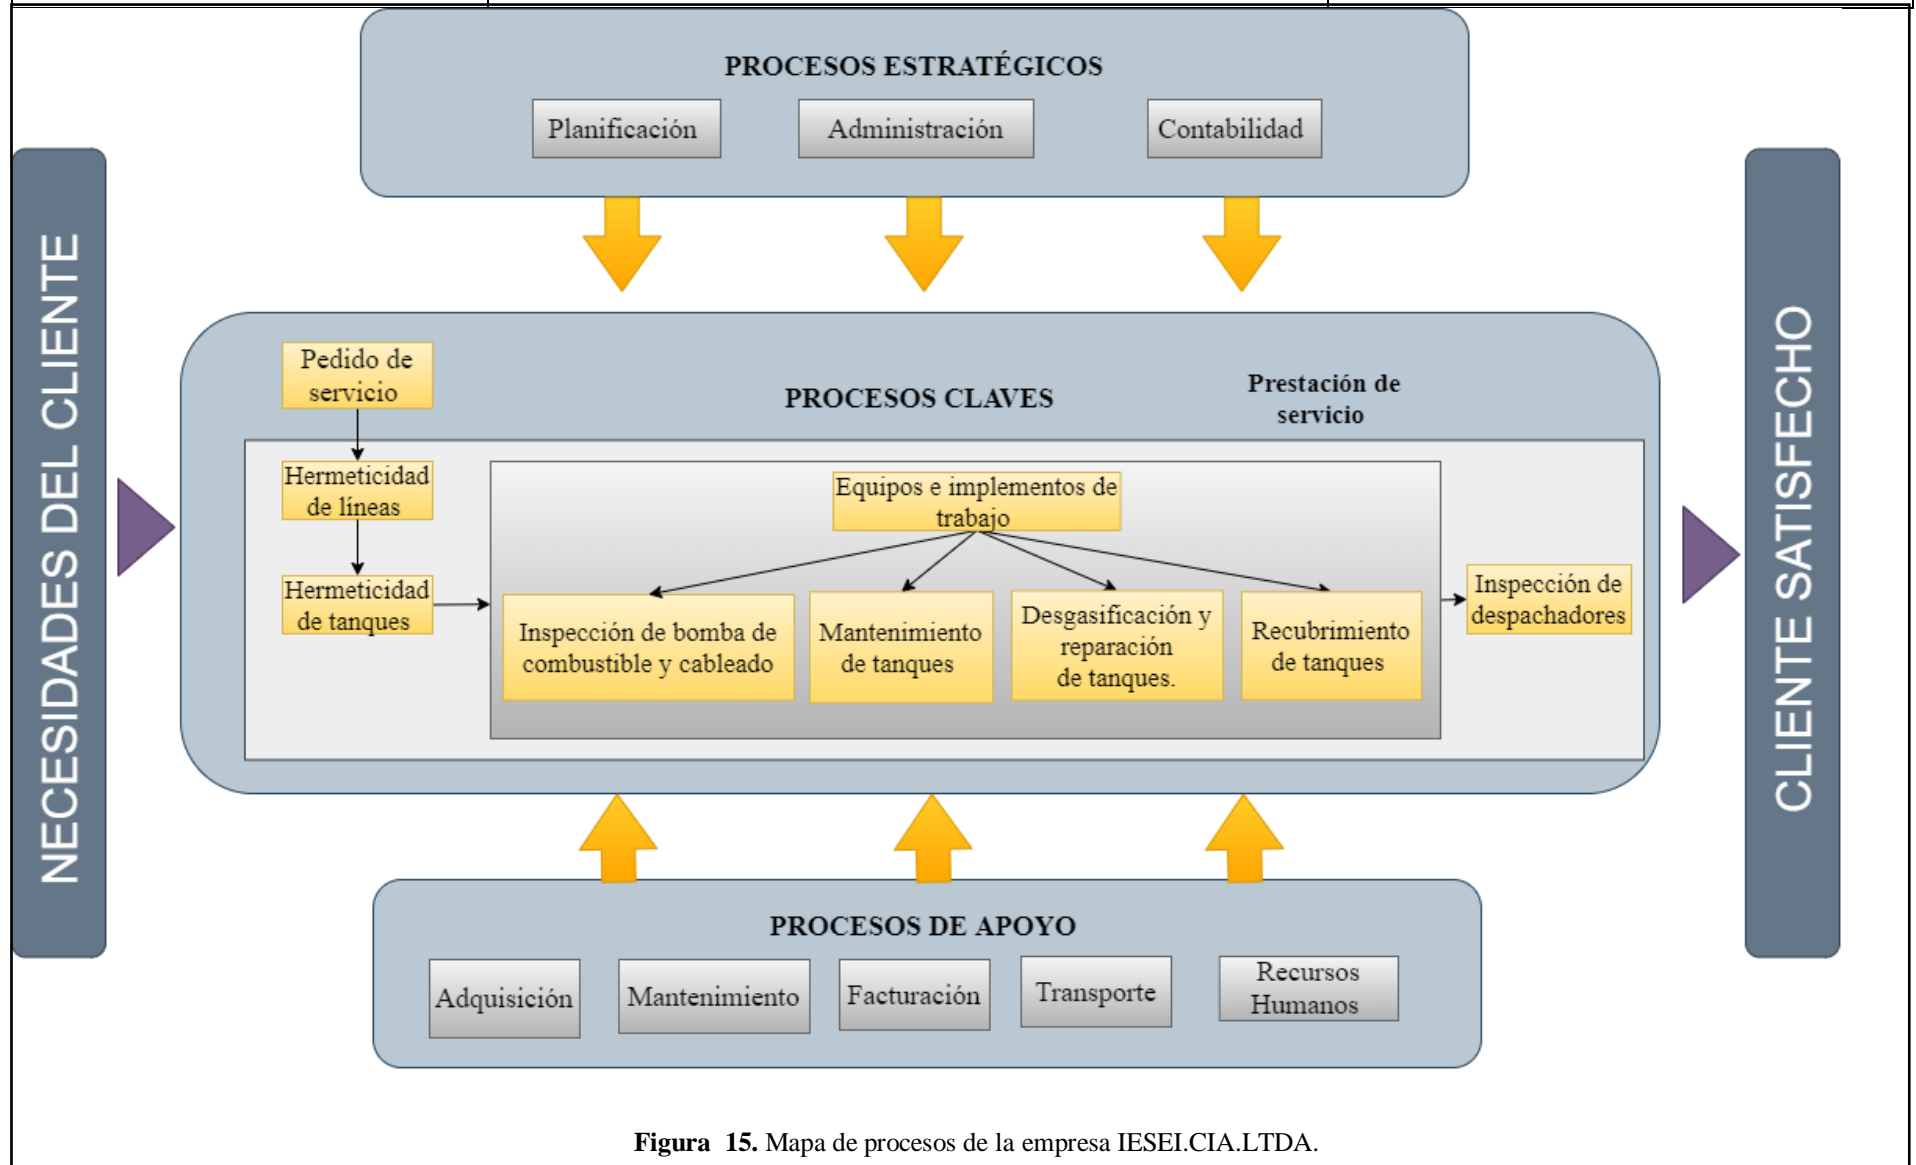 PROCESOS ESTRATÉGICOS
Planificación
Administración
Contabilidad
NECESIDADES DEL CLIENTE
Pedido de
servicio
PROCESOS CLAVES
Prestación de
servicio
Hermeticidad
de líneas
Hermeticidad
de tanques
Equipos e implementos de
trabajo
Inspección de bomba de
combustible y cableado
Mantenimiento
de tanques
Desgasificación y
reparación
de tanques.
Recubrimiento
de tanques
Inspección de
despachadores
CLIENTE SATISFECHO
PROCESOS DE APOYO
Adquisición
Mantenimiento
Facturación
Transporte
Recursos
Humanos
Figura 15. Mapa de procesos de la empresa IESEI.CIA.LTDA.